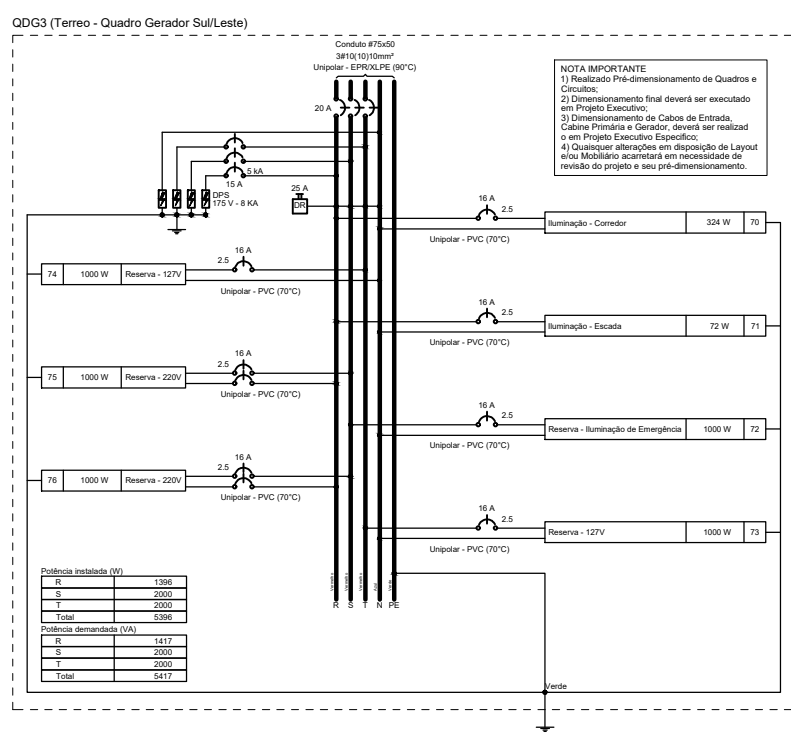 QDG3 (Terreo - Quadro Gerador Sul/Leste)
Conduto #75x50
3#10(10)10mm²
Unipolar - EPR/XLPE (90°C)
NOTA IMPORTANTE
1) Realizado Pré-dimensionamento de Quadros e
Circuitos;
2) Dimensionamento final deverá ser executado
em Projeto Executivo;
3) Dimensionamento de Cabos de Entrada,
Cabine Primária e Gerador, deverá ser realizad
o em Projeto Executivo Especifico;
4) Quaisquer alterações em disposição de Layout
e/ou Mobiliário acarretará em necessidade de
revisão do projeto e seu pré-dimensionamento.
20 A
5 kA
15 A
DPS
175 V - 8 KA
25 A
DR
16 A
2.5
Iluminação - Corredor 324 W 70
Unipolar - PVC (70°C)
16 A
2.5
74 1000 W Reserva - 127V
Unipolar - PVC (70°C)
16 A
2.5
Iluminação - Escada 72 W 71
Unipolar - PVC (70°C)
16 A
2.5
75 1000 W Reserva - 220V
Unipolar - PVC (70°C)
16 A
2.5
Reserva - Iluminação de Emergência 1000 W 72
Unipolar - PVC (70°C)
16 A
2.5
76 1000 W Reserva - 220V
Unipolar - PVC (70°C)
16 A
2.5
Reserva - 127V 1000 W 73
Unipolar - PVC (70°C)
Vermelho Vermelho Vermelho Azul Verde
R S T N PE
Potência instalada (W)
R 1396
S 2000
T 2000
Total 5396
Potência demandada (VA)
R 1417
S 2000
T 2000
Total 5417
Verde